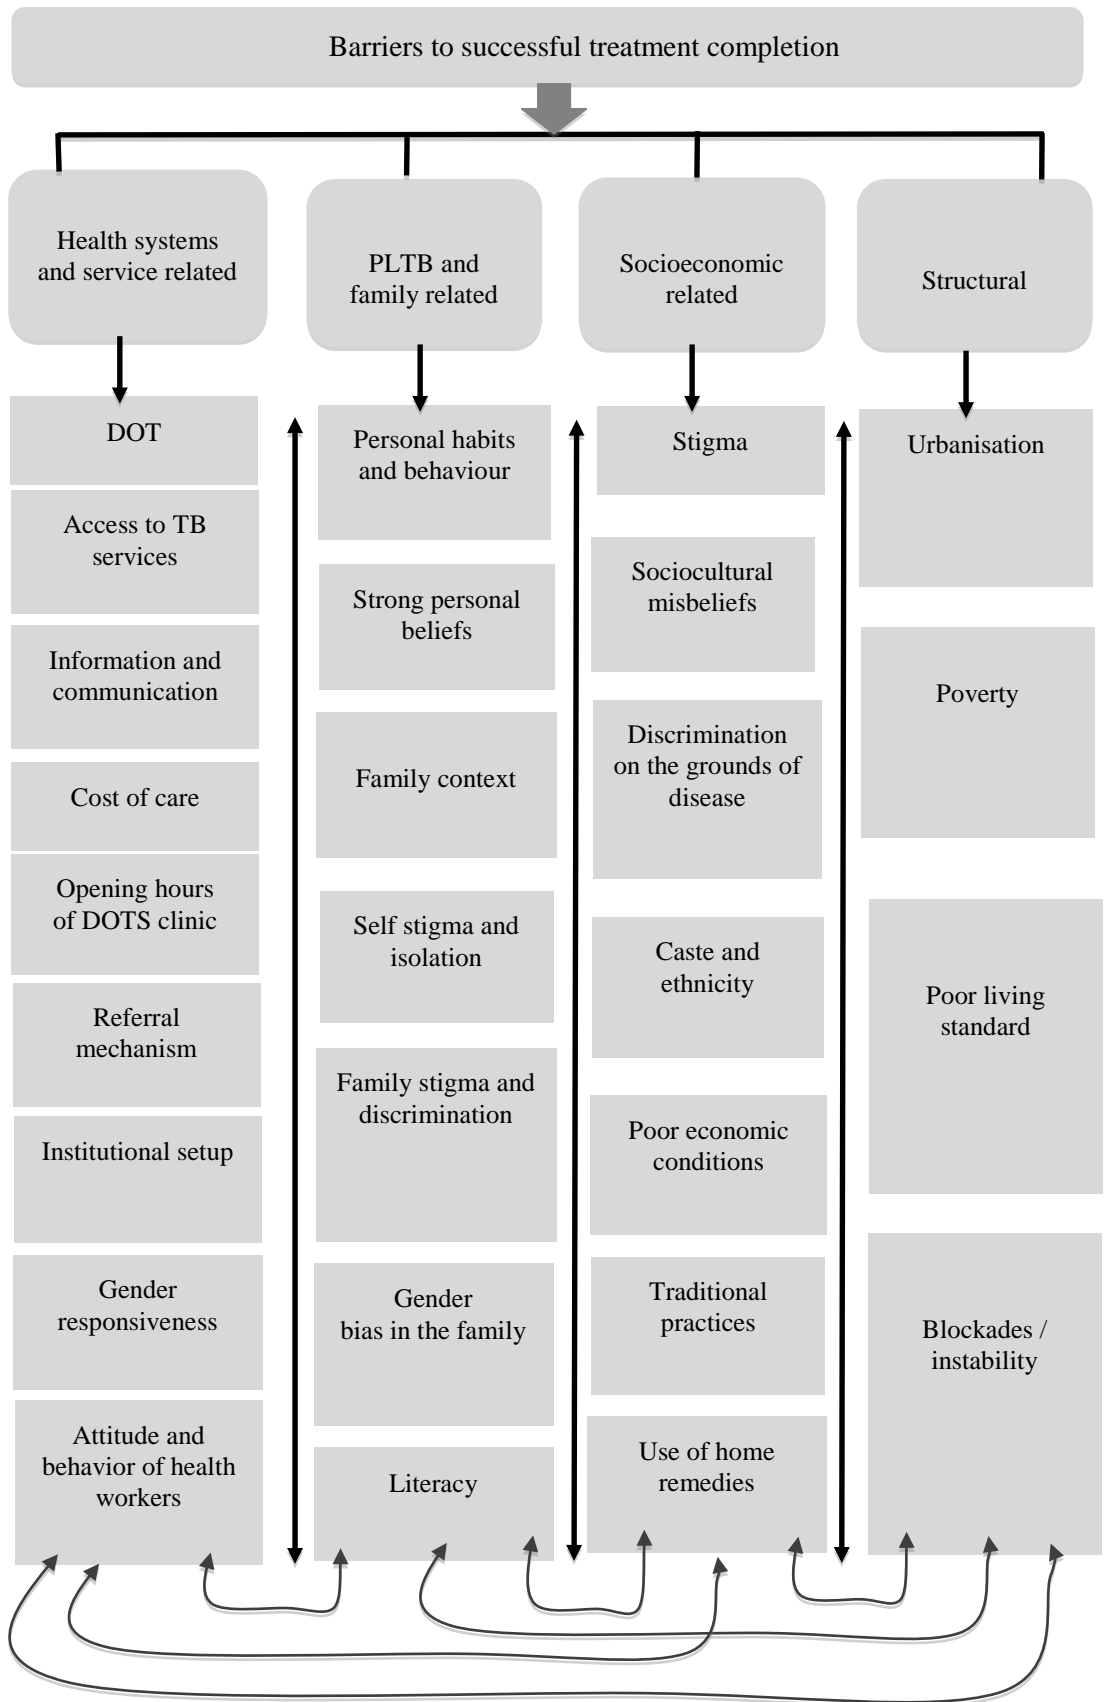 Barriers to successful treatment completion
Health systems
and service related
PLTB and
family related
Socioeconomic
related
Structural
DOT
Access to TB
services
Information and
communication
Cost of care
Opening hours
of DOTS clinic
Referral
mechanism
Institutional setup
Gender
responsiveness
Attitude and
behavior of health
workers
Personal habits
and behaviour
Strong personal
beliefs
Family context
Self stigma and
isolation
Family stigma and
discrimination
Gender
bias in the family
Literacy
Stigma
Sociocultural
misbeliefs
Discrimination
on the grounds of
disease
Caste and
ethnicity
Poor economic
conditions
Traditional
practices
Use of home
remedies
Urbanisation
Poverty
Poor living
standard
Blockades /
instability